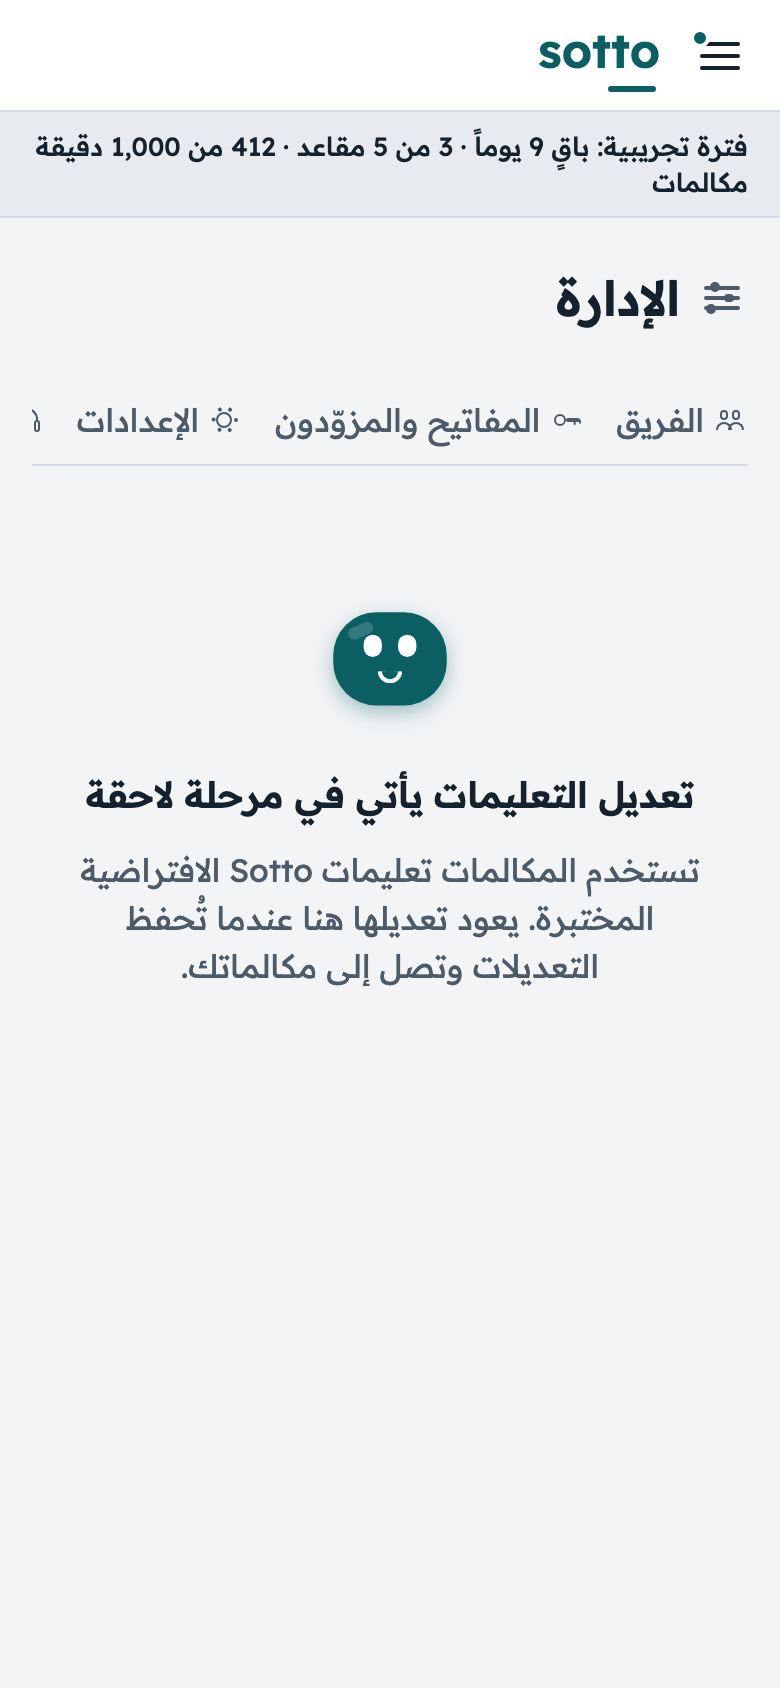 sotto
فترة تجريبية: باقٍ 9 يوماً · 3 من 5 مقاعد · 412 من 1,000 دقيقة
مكالمات
الإدارة
الفريق
المفاتيح والمزوّدون
الإعدادات
تعديل التعليمات يأتي في مرحلة لاحقة
تستخدم المكالمات تعليمات Sotto الافتراضية
المختبرة. يعود تعديلها هنا عندما تُحفظ
التعديلات وتصل إلى مكالماتك.